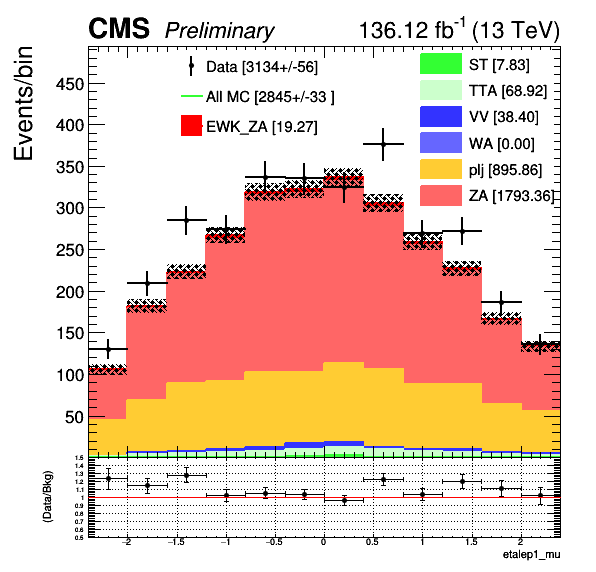 CMS Preliminary 136.12 fb-1 (13 TeV)
Events/bin
Data [3134+/-56]
All MC [2845+/-33 ]
EWK_ZA [19.27]
ST [7.83]
TTA [68.92]
VV [38.40]
WA [0.00]
plj [895.86]
ZA [1793.36]
450
400
350
300
250
200
150
100
50
(Data/Bkg)
1.5
1.4
1.3
1.2
1.1
1
0.9
0.8
0.7
0.6
0.5
−2 −1.5 −1 −0.5 0 0.5 1 1.5 2
etalep1_mu